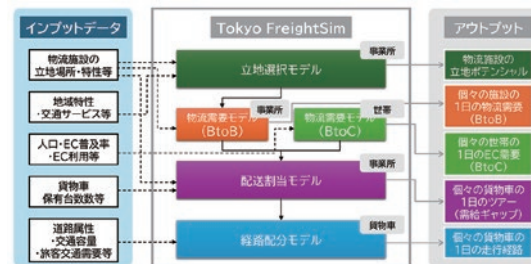 インプットデータ
物流施設の
立地場所・特性等
地域特性
・交通サービス等
人口・EC普及率
・EC利用等
貨物車
保有台数数等
道路属性
・交通容量
・旅客交通需要等
Tokyo FreightSim
事業所
立地選択モデル
事業所
物流需要モデル
(BtoB)
世帯
物流需要モデル
(BtoC)
事業所
配送割当モデル
貨物車
経路配分モデル
アウトプット
物流施設の
立地ポテンシャル
個々の施設の
1日の物流需要
(BtoB)
個々の世帯の
1日のEC需要
(BtoC)
個々の貨物車の
1日のツアー
(需給ギャップ)
個々の貨物車の
1日の走行経路